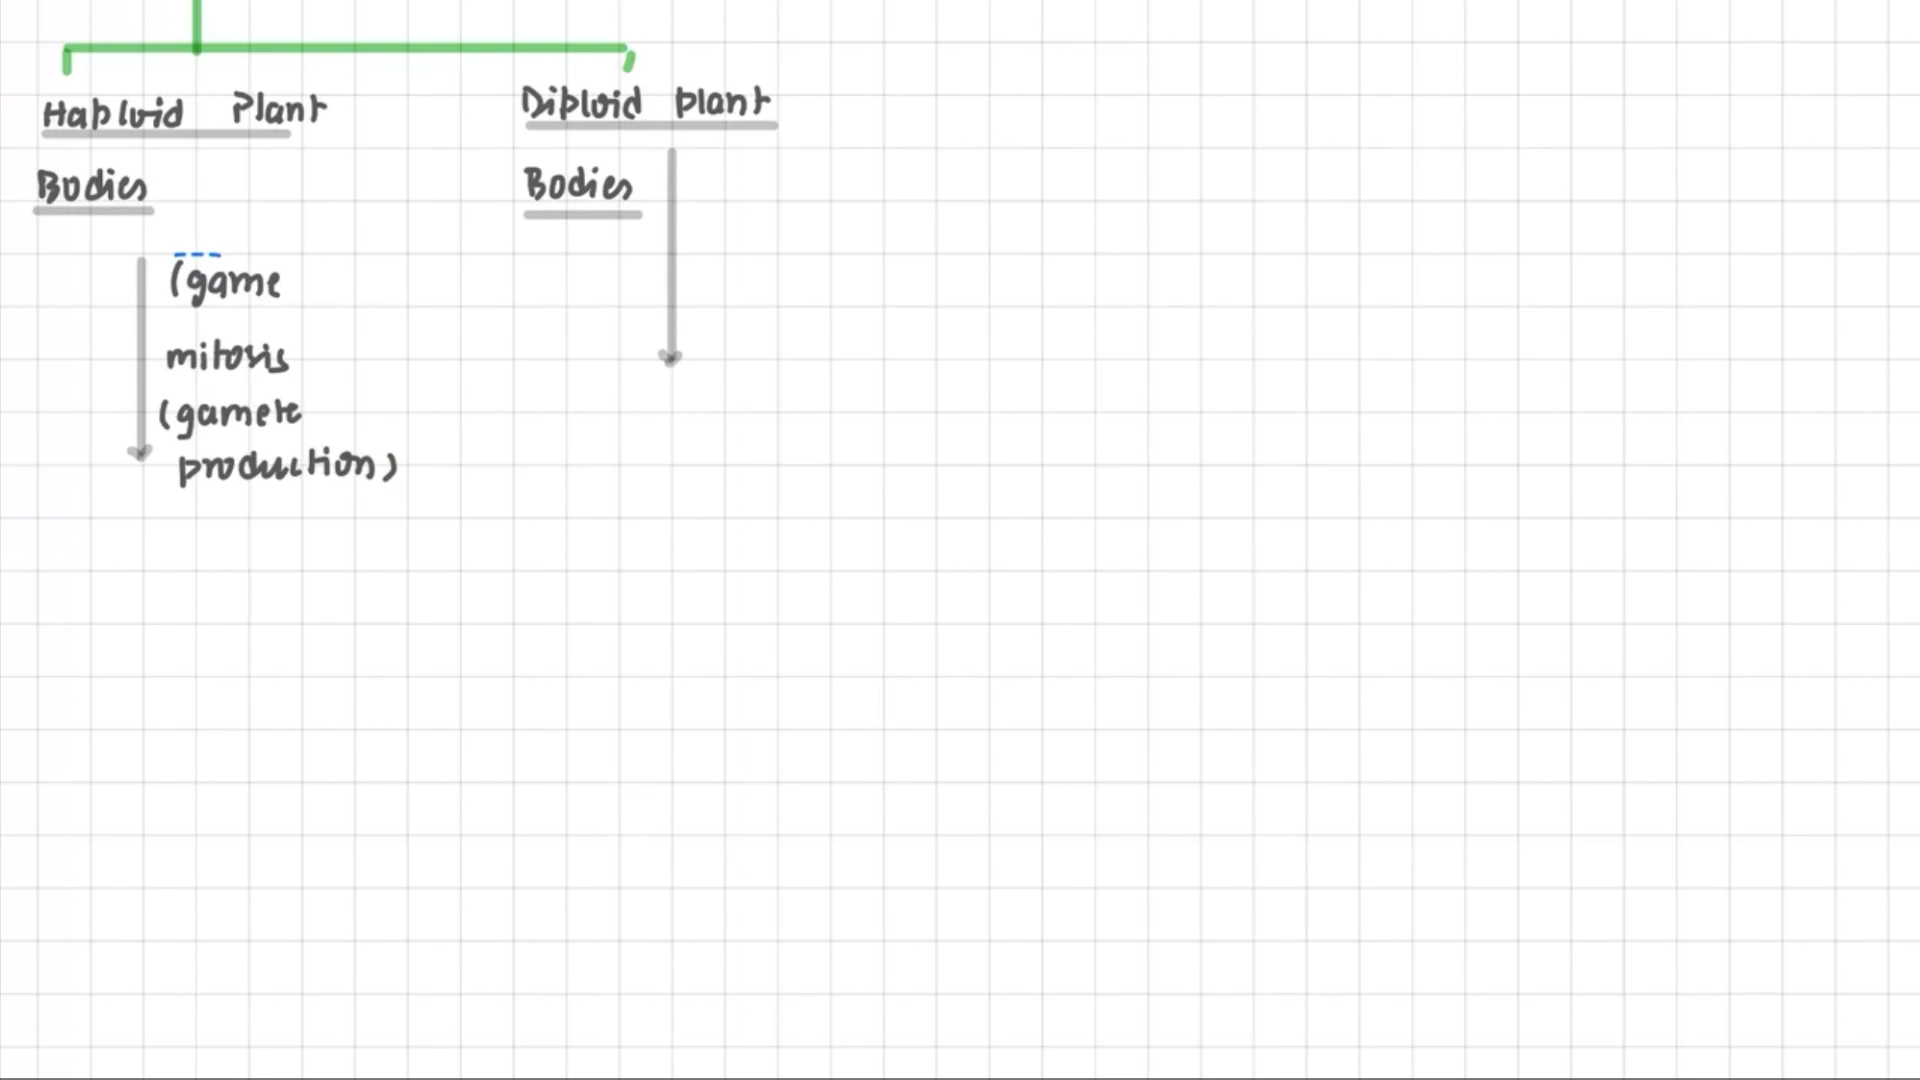 Haploid Plant
Bodies
(game
mitosis
(gamete
production)
Diploid plant
Bodies